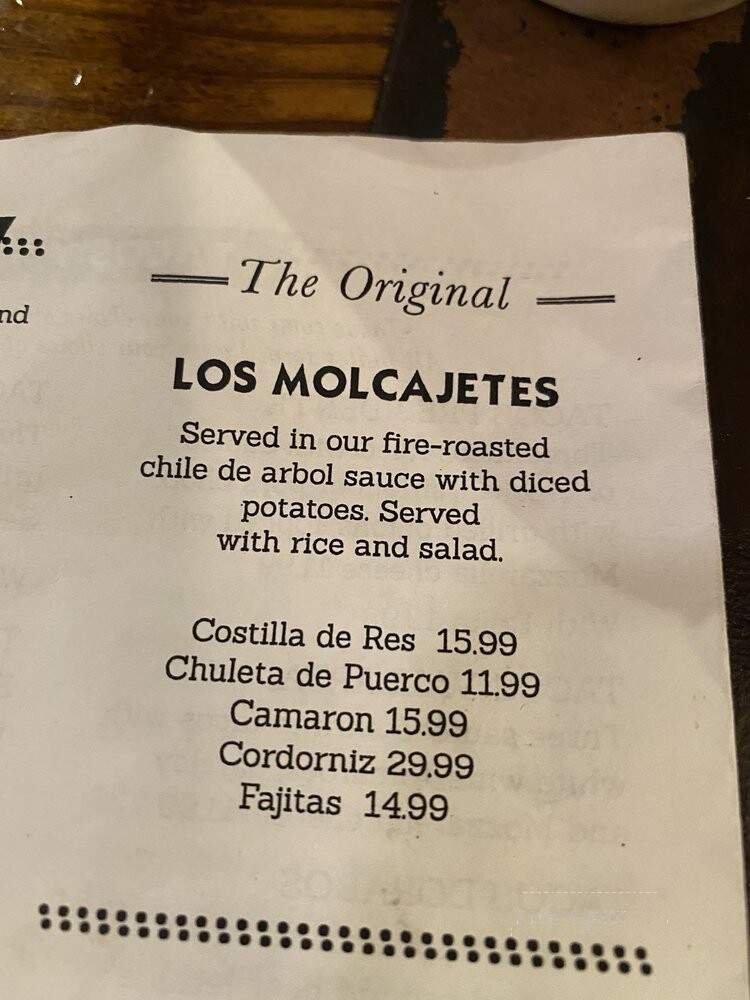 The Original
LOS MOLCAJETES
Served in our fire-roasted
chile de arbol sauce with diced
potatoes. Served
with rice and salad.
Costilla de Res 15.99
Chuleta de Puerco 11.99
Camaron 15.99
Cordorniz 29.99
Fajitas 14.99
nd